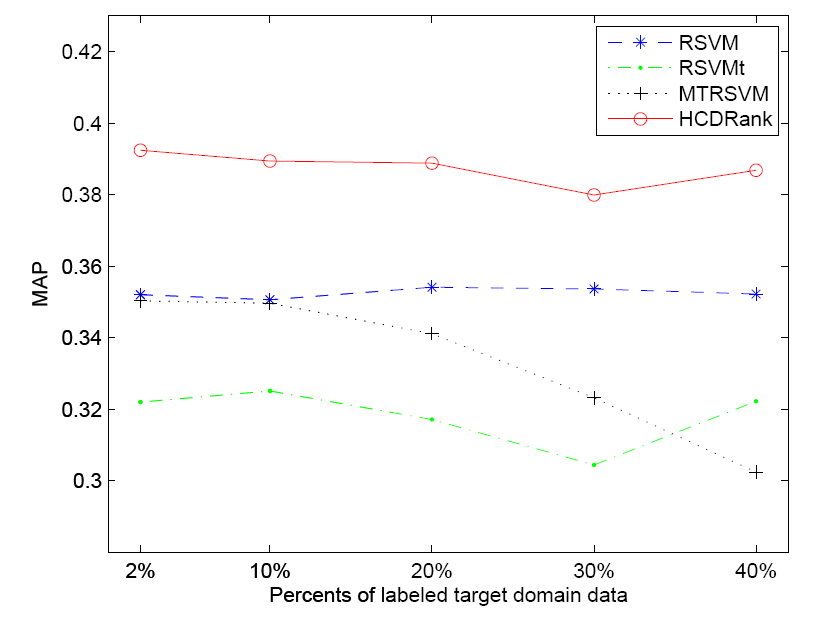 0.42
0.4
0.38
0.36
0.34
0.32
0.3
MAP
RSVM
RSVMt
MTRSVM
HCDRank
2% 10% 20% 30% 40%
Percents of labeled target domain data